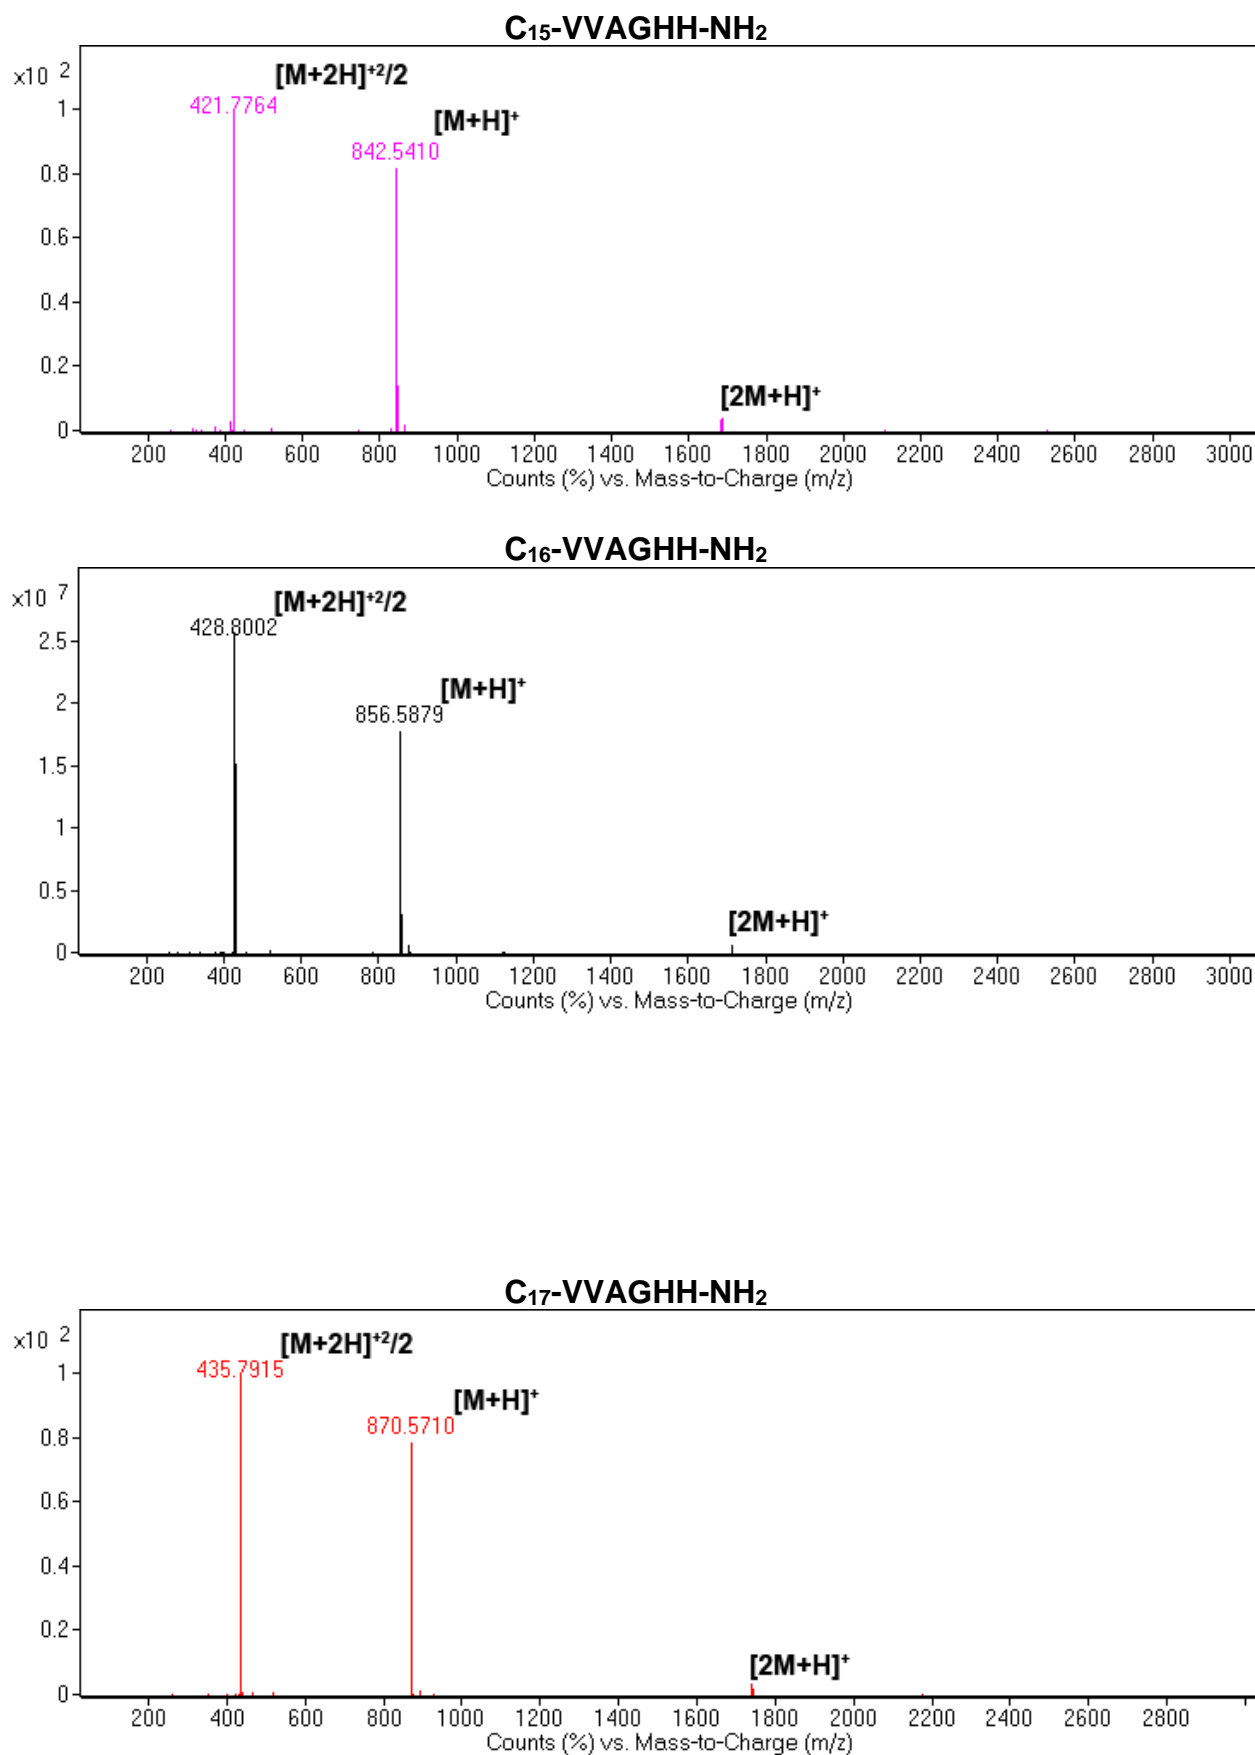 C₁₅-VVAGHH-NH₂
x10 ²
[M+2H]⁺²/2
421.7764
[M+H]⁺
842.5410
[2M+H]⁺
1
0.8
0.6
0.4
0.2
0
200 400 600 800 1000 1200 1400 1600 1800 2000 2200 2400 2600 2800 3000
Counts (%) vs. Mass-to-Charge (m/z)
C₁₆-VVAGHH-NH₂
x10 ⁷
[M+2H]⁺²/2
428.8002
[M+H]⁺
856.5879
[2M+H]⁺
2.5
2
1.5
1
0.5
0
200 400 600 800 1000 1200 1400 1600 1800 2000 2200 2400 2600 2800 3000
Counts (%) vs. Mass-to-Charge (m/z)
C₁₇-VVAGHH-NH₂
x10 ²
[M+2H]⁺²/2
435.7915
[M+H]⁺
870.5710
[2M+H]⁺
1
0.8
0.6
0.4
0.2
0
200 400 600 800 1000 1200 1400 1600 1800 2000 2200 2400 2600 2800
Counts (%) vs. Mass-to-Charge (m/z)